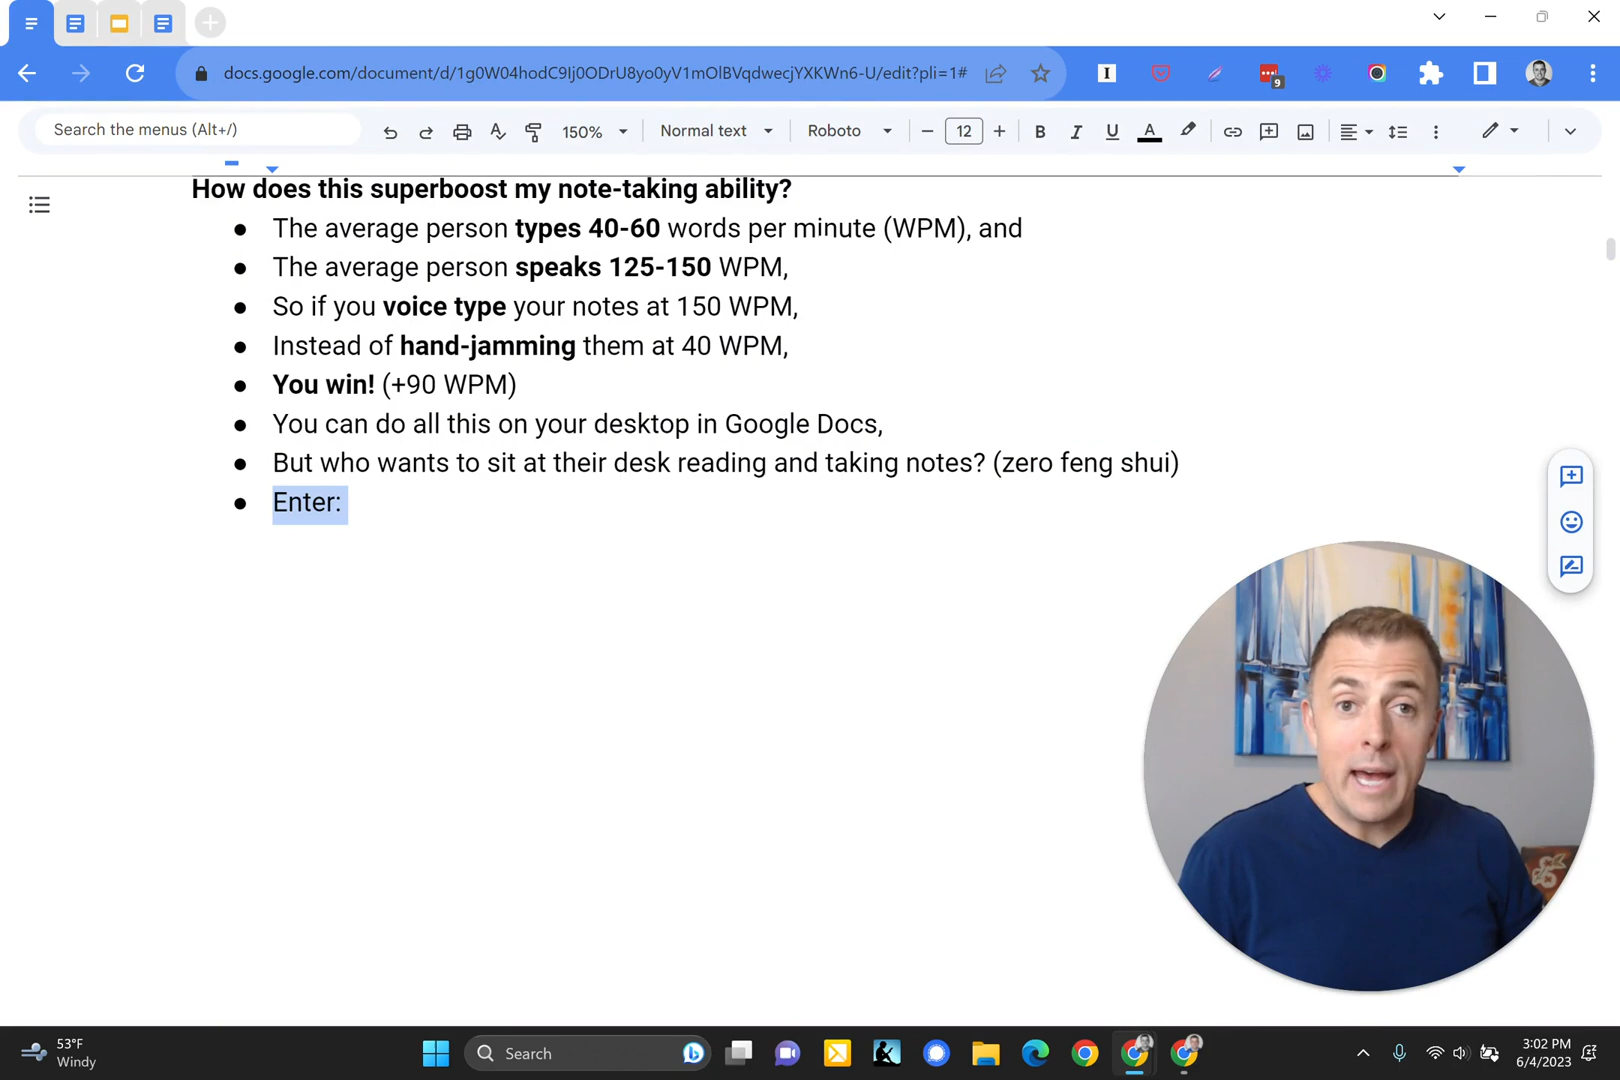 docs.google.com/document/d/1g0W04hodC9Ij0ODrU8yo0yV1mOlBVqdwecjYXKWn6-U/edit?pli=1#
9
Search the menus (Alt+/)
150%
Normal text
Roboto
12
B
I
U
A
How does this superboost my note-taking ability?
● The average person types 40-60 words per minute (WPM), and
● The average person speaks 125-150 WPM,
● So if you voice type your notes at 150 WPM,
● Instead of hand-jamming them at 40 WPM,
● You win! (+90 WPM)
● You can do all this on your desktop in Google Docs,
● But who wants to sit at their desk reading and taking notes? (zero feng shui)
● Enter:
53°F
Windy
Search
3:02 PM
6/4/2023